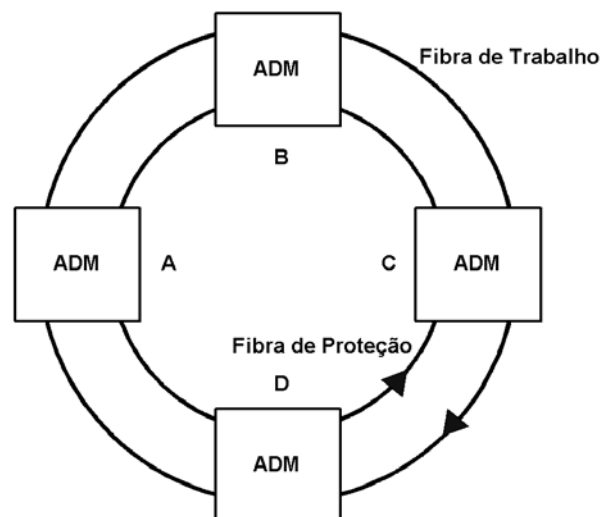 ADM
Fibra de Trabalho
B
ADM
A
C
ADM
Fibra de Proteção
D
ADM